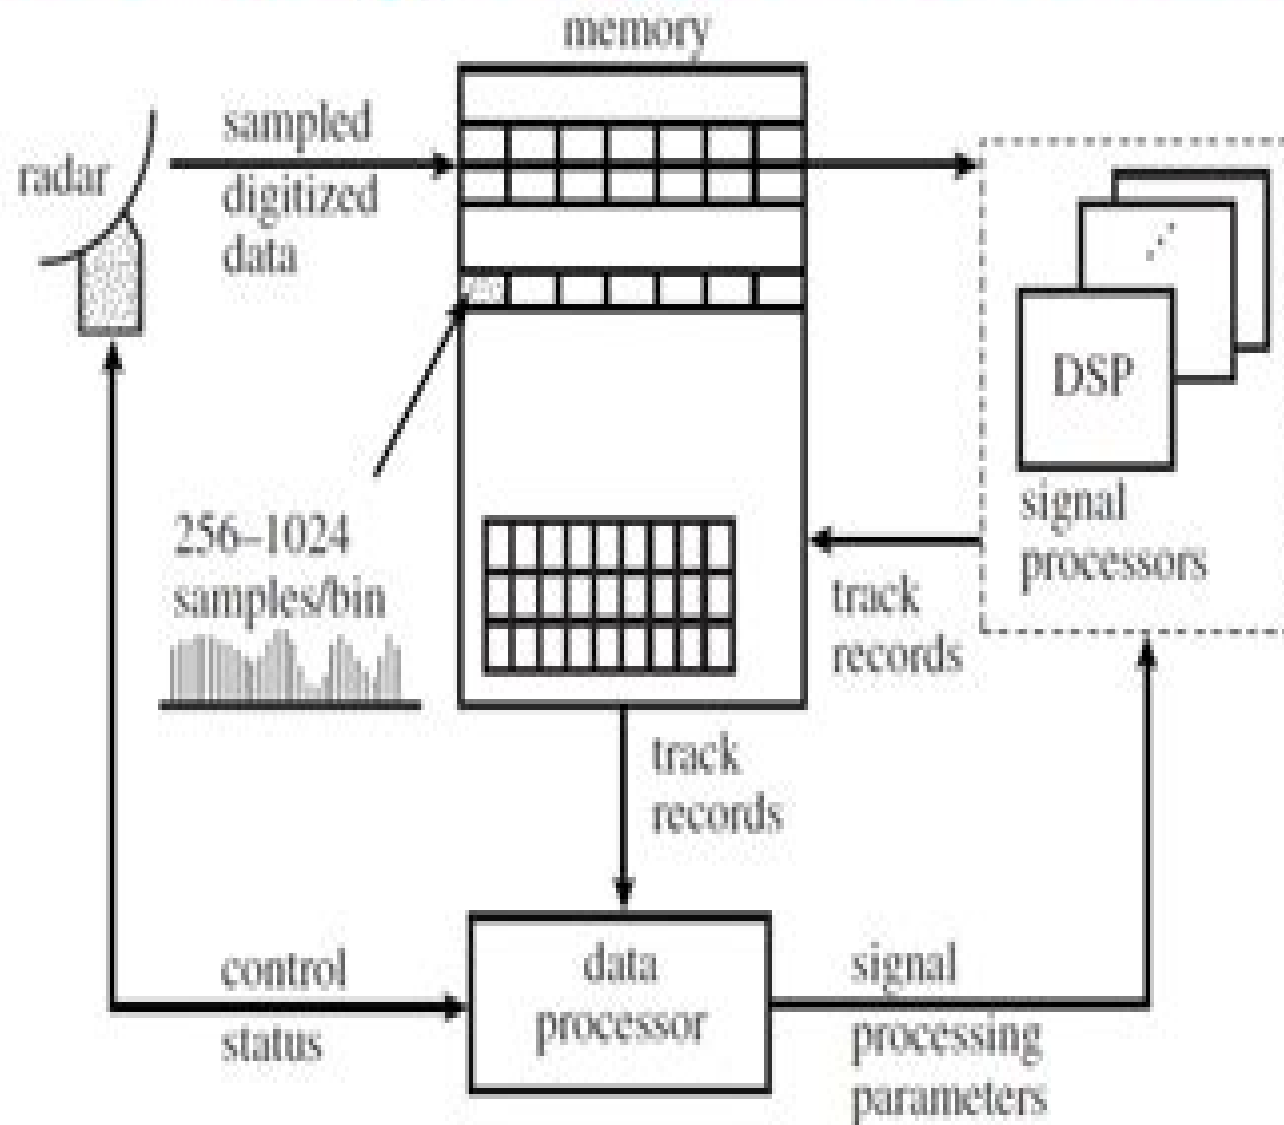 memory
radar
sampled
digitized
data
DSP
signal
processors
256–1024
samples/bin
track
records
track
records
control
status
data
processor
signal
processing
parameters